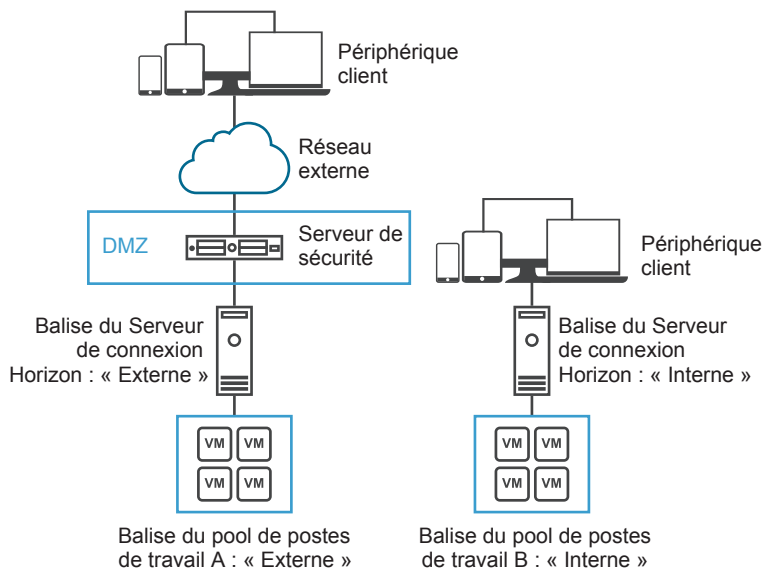 Périphérique
client
Réseau
externe
DMZ
Serveur de
sécurité
Périphérique
client
Balise du Serveur
de connexion
Horizon : « Externe »
Balise du Serveur
de connexion
Horizon : « Interne »
VM VM
VM VM
VM VM
VM VM
Balise du pool de postes
de travail A : « Externe »
Balise du pool de postes
de travail B : « Interne »